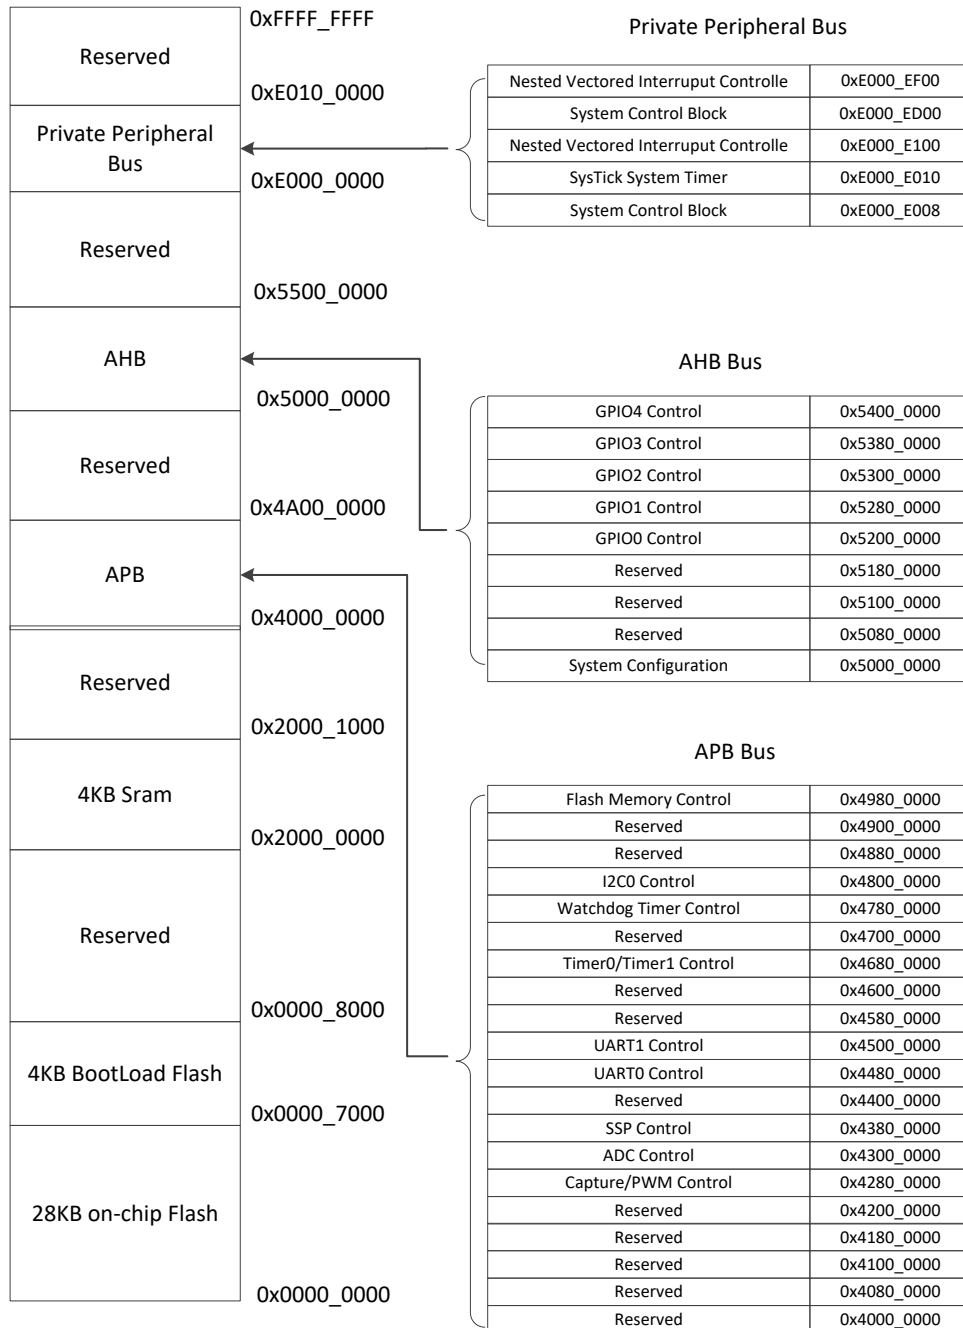 0xFFFF_FFFF
Reserved
0xE010_0000
Private Peripheral
Bus
0xE000_0000
Reserved
0x5500_0000
AHB
0x5000_0000
Reserved
0x4A00_0000
APB
0x4000_0000
Reserved
0x2000_1000
4KB Sram
0x2000_0000
Reserved
0x0000_8000
4KB BootLoad Flash
0x0000_7000
28KB on-chip Flash
0x0000_0000
Private Peripheral Bus
Nested Vectored Interruput Controlle 0xE000_EF00
System Control Block 0xE000_ED00
Nested Vectored Interruput Controlle 0xE000_E100
SysTick System Timer 0xE000_E010
System Control Block 0xE000_E008
AHB Bus
GPIO4 Control 0x5400_0000
GPIO3 Control 0x5380_0000
GPIO2 Control 0x5300_0000
GPIO1 Control 0x5280_0000
GPIO0 Control 0x5200_0000
Reserved 0x5180_0000
Reserved 0x5100_0000
Reserved 0x5080_0000
System Configuration 0x5000_0000
APB Bus
Flash Memory Control 0x4980_0000
Reserved 0x4900_0000
Reserved 0x4880_0000
I2C0 Control 0x4800_0000
Watchdog Timer Control 0x4780_0000
Reserved 0x4700_0000
Timer0/Timer1 Control 0x4680_0000
Reserved 0x4600_0000
Reserved 0x4580_0000
UART1 Control 0x4500_0000
UART0 Control 0x4480_0000
Reserved 0x4400_0000
SSP Control 0x4380_0000
ADC Control 0x4300_0000
Capture/PWM Control 0x4280_0000
Reserved 0x4200_0000
Reserved 0x4180_0000
Reserved 0x4100_0000
Reserved 0x4080_0000
Reserved 0x4000_0000